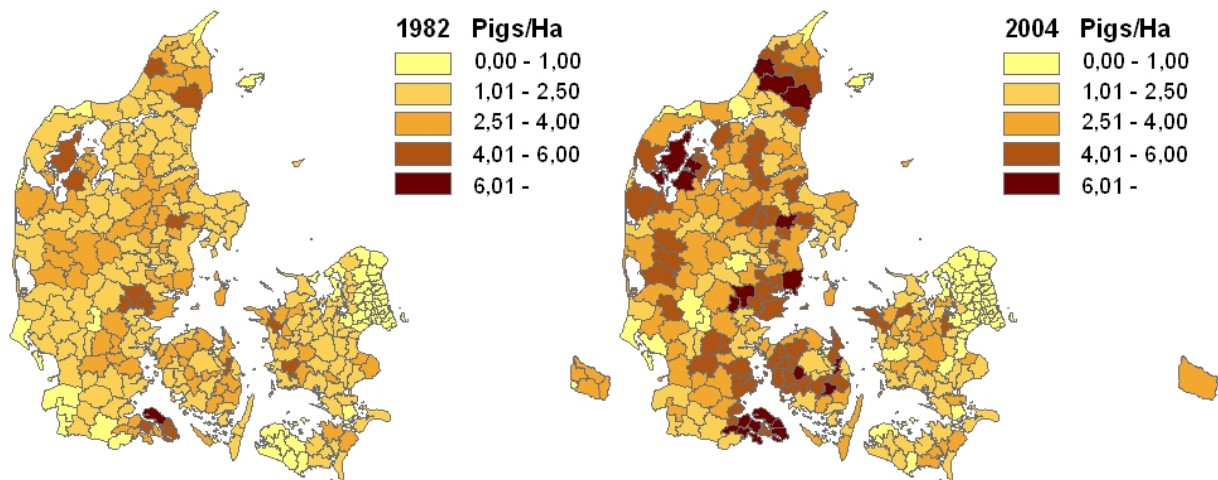 1982 Pigs/Ha
0,00 - 1,00
1,01 - 2,50
2,51 - 4,00
4,01 - 6,00
6,01 -
2004 Pigs/Ha
0,00 - 1,00
1,01 - 2,50
2,51 - 4,00
4,01 - 6,00
6,01 -